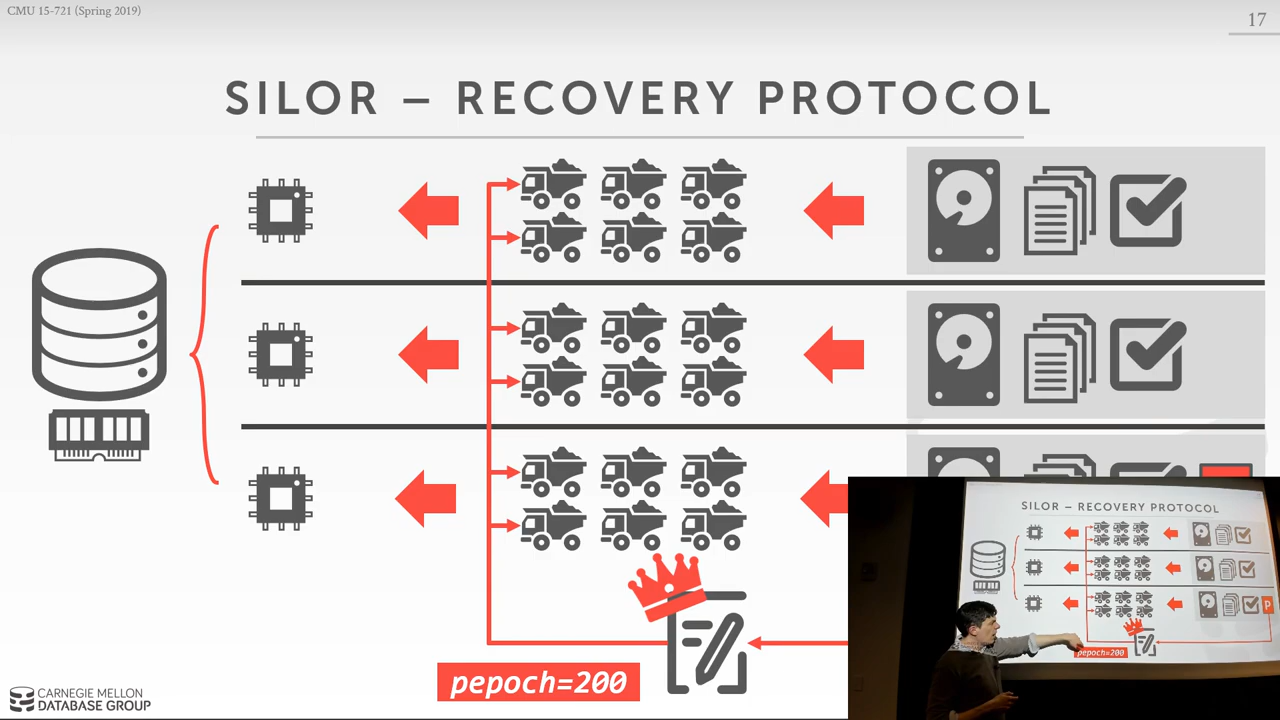 CMU 15-721 (Spring 2019)
17
SILOR – RECOVERY PROTOCOL
pepoch=200
CARNEGIE MELLON
DATABASE GROUP
SILOR – RECOVERY PROTOCOL
P
pepoch=200